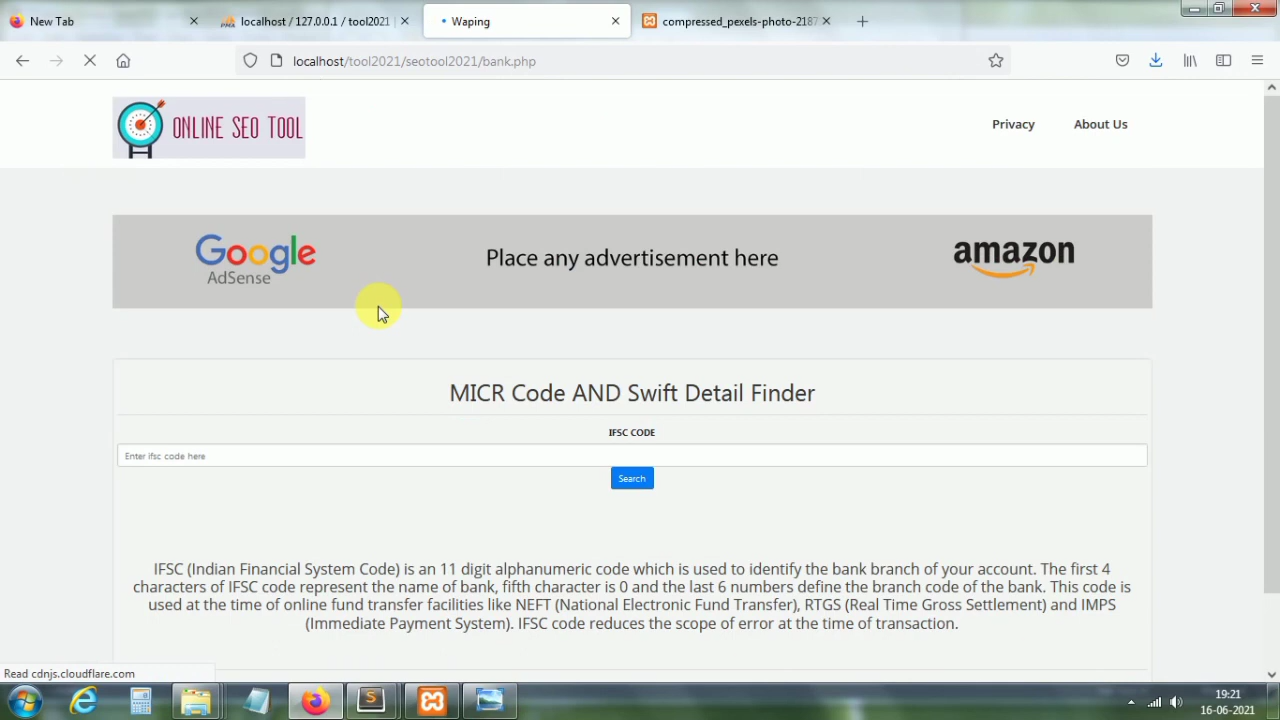 New Tab
localhost / 127.0.0.1 / tool2021
Waping
compressed_pexels-photo-2187
localhost/tool2021/seotool2021/bank.php
ONLINE SEO TOOL
Privacy
About Us
Google
AdSense
Place any advertisement here
amazon
MICR Code AND Swift Detail Finder
IFSC CODE
Enter ifsc code here
Search
IFSC (Indian Financial System Code) is an 11 digit alphanumeric code which is used to identify the bank branch of your account. The first 4
characters of IFSC code represent the name of bank, fifth character is 0 and the last 6 numbers define the branch code of the bank. This code is
used at the time of online fund transfer facilities like NEFT (National Electronic Fund Transfer), RTGS (Real Time Gross Settlement) and IMPS
(Immediate Payment System). IFSC code reduces the scope of error at the time of transaction.
Read cdnjs.cloudflare.com
19:21
16-06-2021